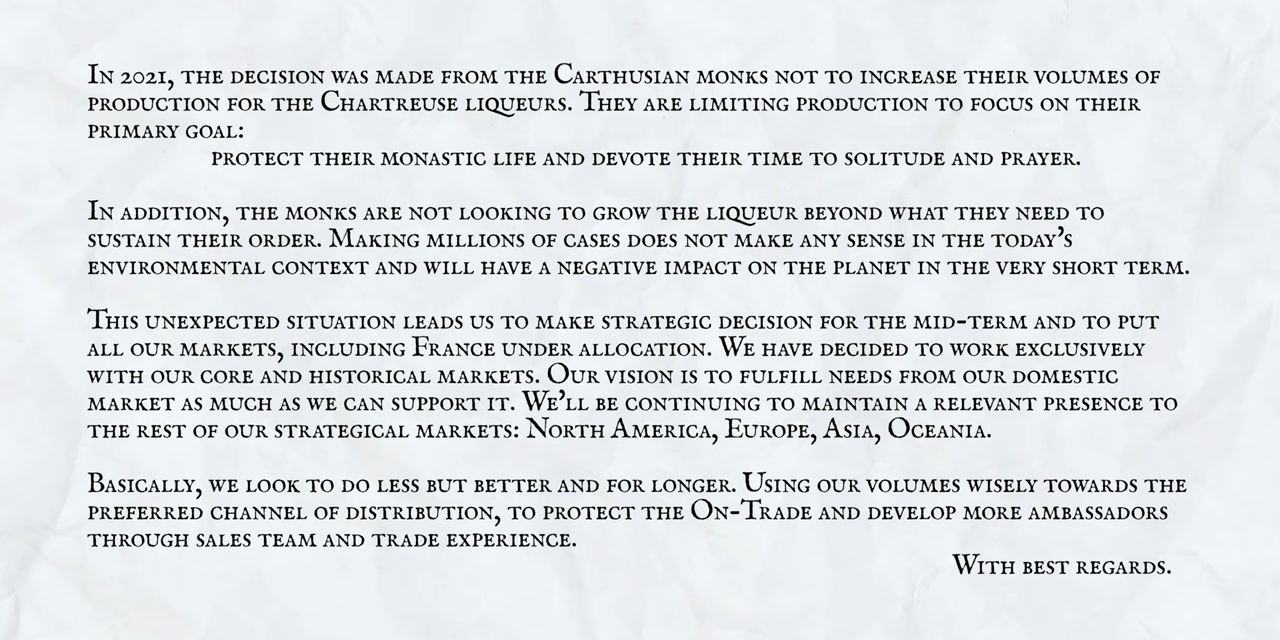 In 2021, the decision was made from the Carthusian monks not to increase their volumes of
production for the Chartreuse liqueurs. They are limiting production to focus on their
primary goal:
protect their monastic life and devote their time to solitude and prayer.
In addition, the monks are not looking to grow the liqueur beyond what they need to
sustain their order. Making millions of cases does not make any sense in the today's
environmental context and will have a negative impact on the planet in the very short term.
This unexpected situation leads us to make strategic decision for the mid-term and to put
all our markets, including France under allocation. We have decided to work exclusively
with our core and historical markets. Our vision is to fulfill needs from our domestic
market as much as we can support it. We'll be continuing to maintain a relevant presence to
the rest of our strategical markets: North America, Europe, Asia, Oceania.
Basically, we look to do less but better and for longer. Using our volumes wisely towards the
preferred channel of distribution, to protect the On-Trade and develop more ambassadors
through sales team and trade experience.
With best regards.